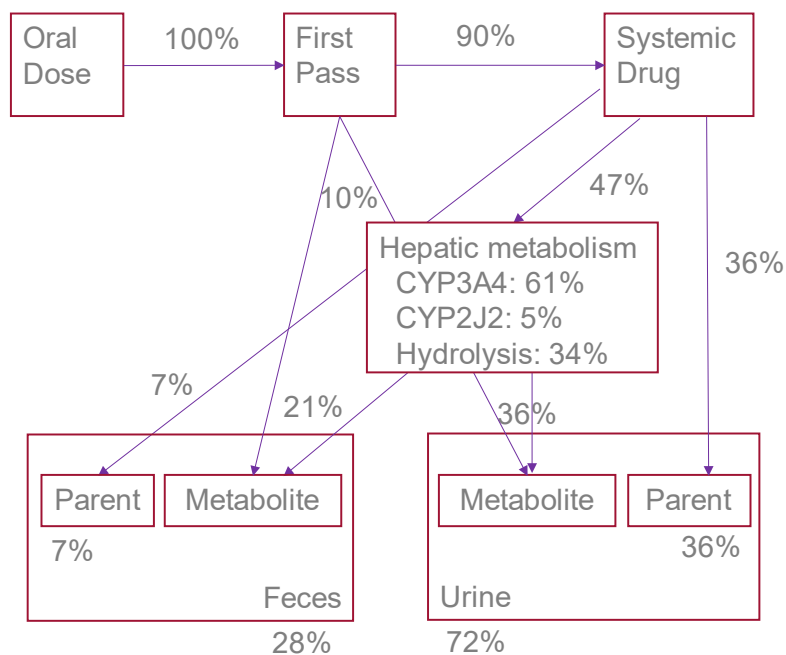 Oral
Dose
100%
First
Pass
90%
Systemic
Drug
10%
47%
36%
Hepatic metabolism
CYP3A4: 61%
CYP2J2: 5%
Hydrolysis: 34%
7%
21%
36%
Parent
Metabolite
7%
Feces
28%
Metabolite
Parent
36%
Urine
72%